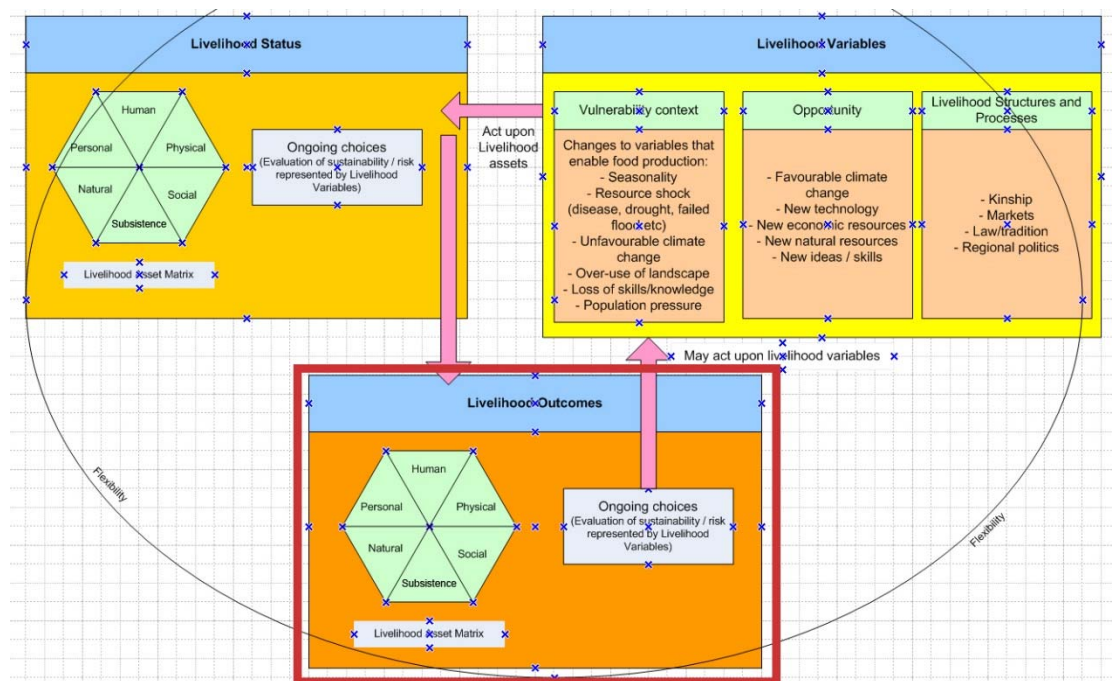 Livelihood Status
Human
Personal
Physical
Natural
Social
Subsistence
Livelihood Asset Matrix
Ongoing choices
(Evaluation of sustainability / risk
represented by Livelihood
Variables)
Act upon
Livelihood
assets
Livelihood Variables
Vulnerability context
Changes to variables that
enable food production:
- Seasonality
- Resource shock
(disease, drought, failed
flood etc)
- Unfavourable climate
change
- Over-use of landscape
- Loss of skills/knowledge
- Population pressure
Opportunity
- Favourable climate
change
- New technology
- New economic resources
- New natural resources
- New ideas / skills
Livelihood Structures and
Processes
- Kinship
- Markets
- Law/tradition
- Regional politics
May act upon livelihood variables
Livelihood Outcomes
Human
Personal
Physical
Natural
Social
Subsistence
Livelihood Asset Matrix
Ongoing choices
(Evaluation of sustainability / risk
represented by Livelihood
Variables)
Flexibility
Flexibility